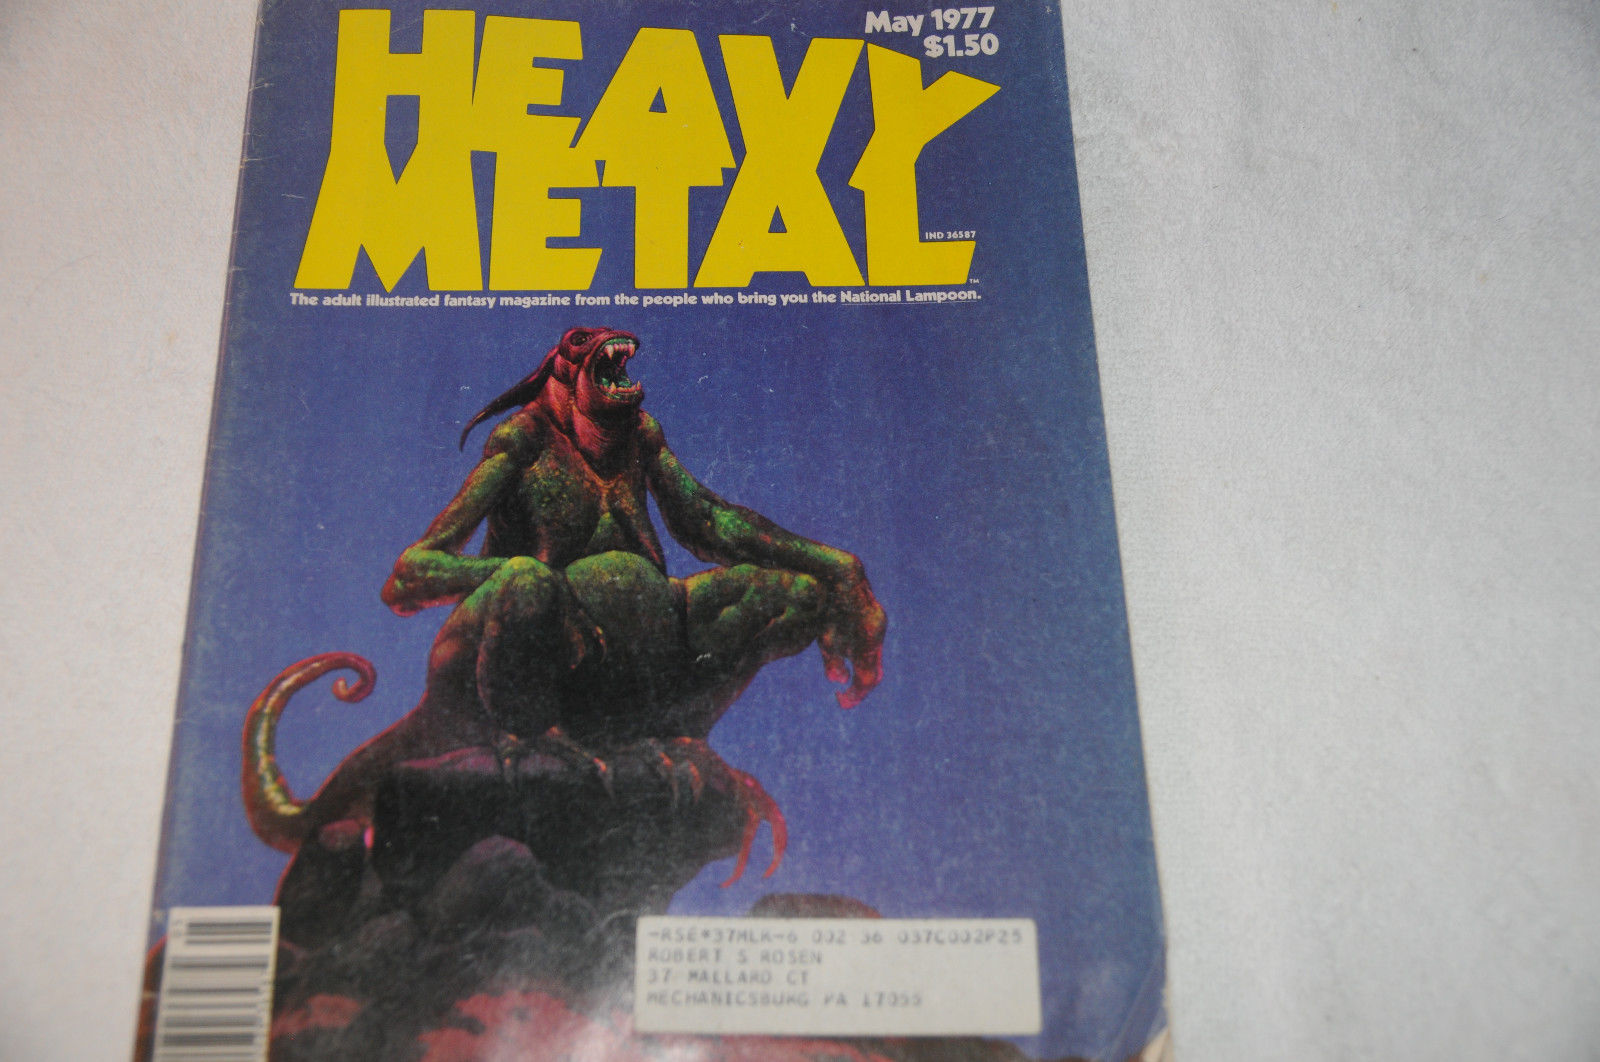 May 1977
$1.50
HEAVY
METAL
IND 36587
TM
The adult illustrated fantasy magazine from the people who bring you the National Lampoon.
ROBERT S ROSEN
37 MALLARD CT
MECHANICSBURG PA 17055